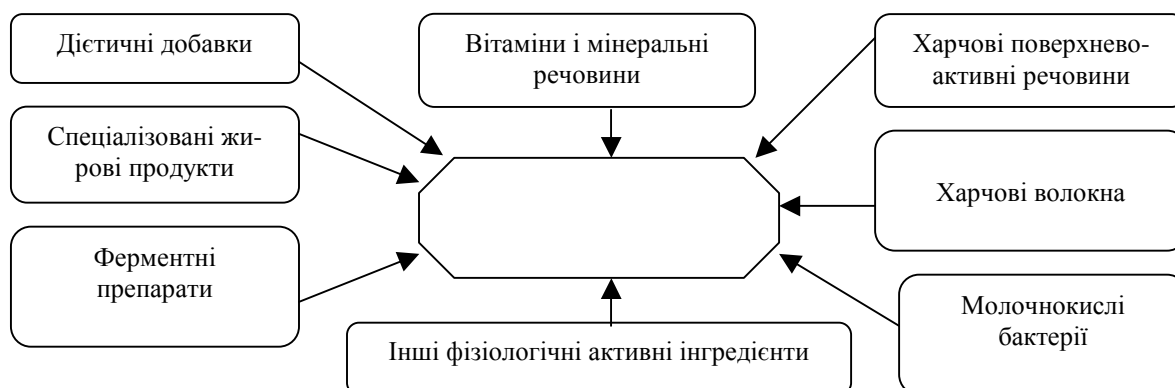 Дієтичні добавки
Вітаміни і мінеральні
речовини
Харчові поверхнево-
активні речовини
Спеціалізовані жи-
рові продукти
Харчові волокна
Ферментні
препарати
Молочнокислі
бактерії
Інші фізіологічні активні інгредієнти